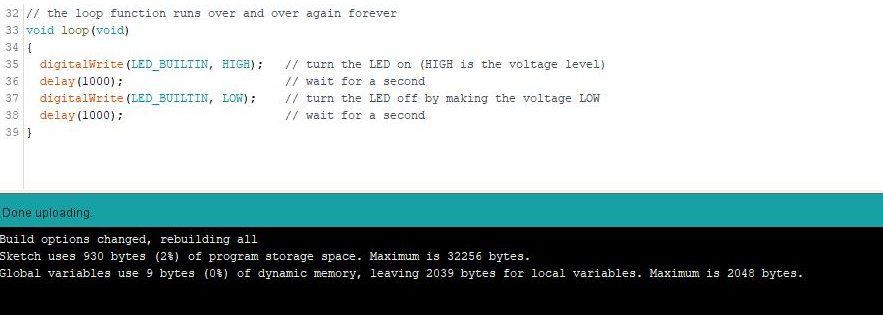 32 // the loop function runs over and over again forever
33 void loop(void)
34 {
35   digitalWrite(LED_BUILTIN, HIGH);   // turn the LED on (HIGH is the voltage level)
36   delay(1000);                       // wait for a second
37   digitalWrite(LED_BUILTIN, LOW);    // turn the LED off by making the voltage LOW
38   delay(1000);                       // wait for a second
39 }
Done uploading.
Build options changed, rebuilding all
Sketch uses 930 bytes (2%) of program storage space. Maximum is 32256 bytes.
Global variables use 9 bytes (0%) of dynamic memory, leaving 2039 bytes for local variables. Maximum is 2048 bytes.